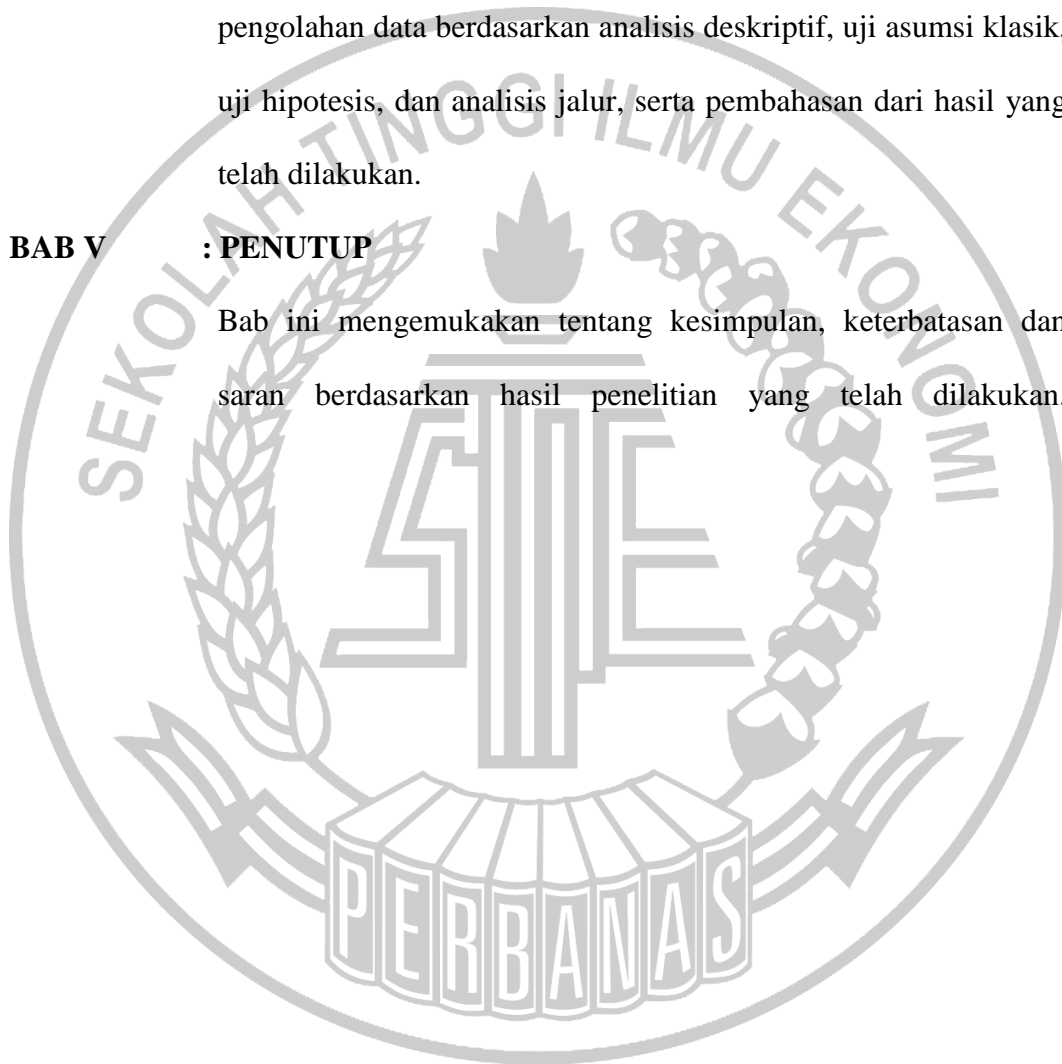 pengolahan data berdasarkan analisis deskriptif, uji asumsi klasik,
uji hipotesis, dan analisis jalur, serta pembahasan dari hasil yang
telah dilakukan.
BAB V : PENUTUP
Bab ini mengemukakan tentang kesimpulan, keterbatasan dan
saran berdasarkan hasil penelitian yang telah dilakukan.
SEKOLAH TINGGI ILMU EKONOMI
STIE
PERBANAS